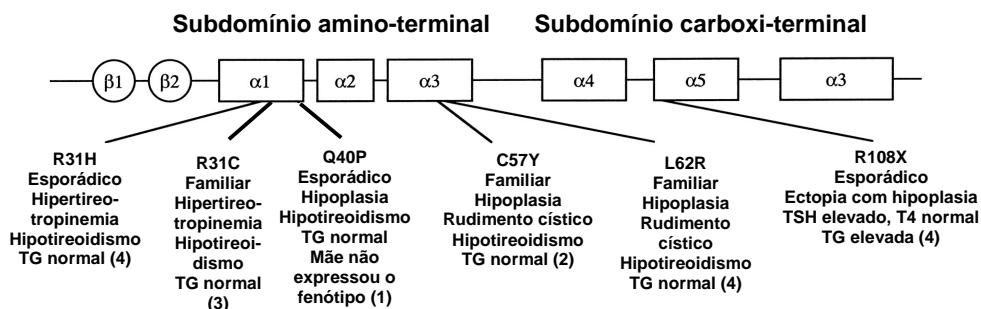 Subdomínio amino-terminal
Subdomínio carboxi-terminal
β1
β2
α1
α2
α3
α4
α5
α3
R31H
Esporádico
Hipertireo-
tropinemia
Hipotireoidismo
TG normal (4)
R31C
Familiar
Hipertireo-
tropinemia
Hipotireoi-
dismo
TG normal
(3)
Q40P
Esporádico
Hipoplasia
Hipotireoidismo
TG normal
Mãe não
expressou o
fenótipo (1)
C57Y
Familiar
Hipoplasia
Rudimento cístico
Hipotireoidismo
TG normal (2)
L62R
Familiar
Hipoplasia
Rudimento
cístico
Hipotireoidismo
TG normal (4)
R108X
Esporádico
Ectopia com hipoplasia
TSH elevado, T4 normal
TG elevada (4)